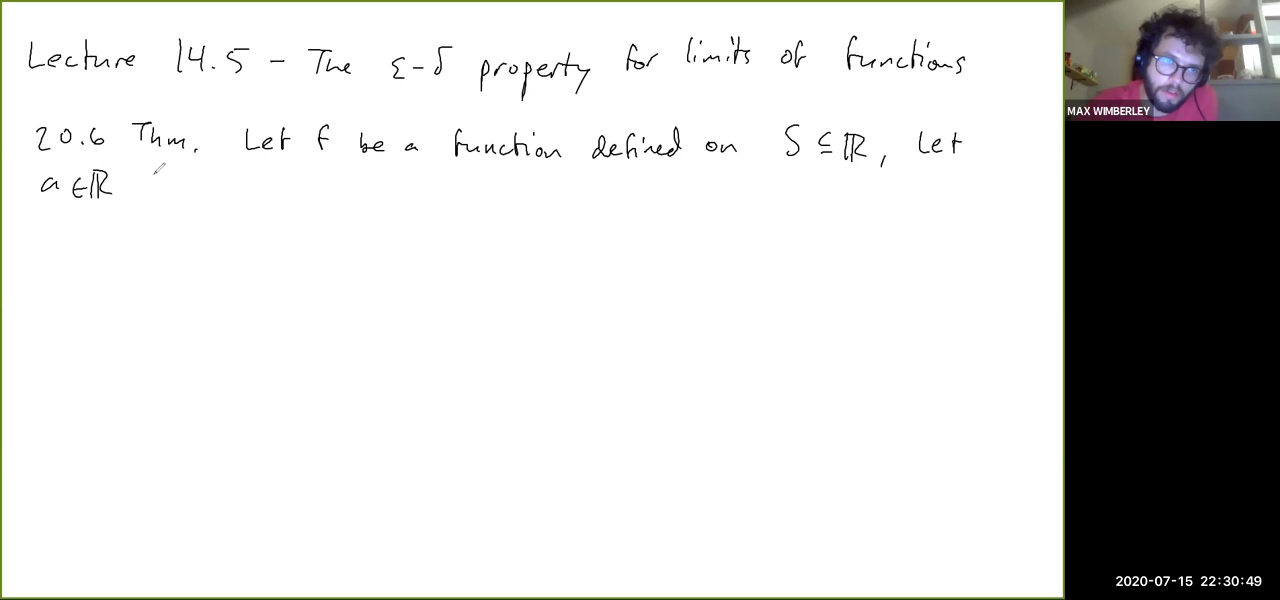 Lecture 14.5 - The ε-δ property for limits of functions
20.6 Thm. Let f be a function defined on S ⊆ ℝ, Let
a ∈ ℝ
MAX WIMBERLEY
2020-07-15 22:30:49